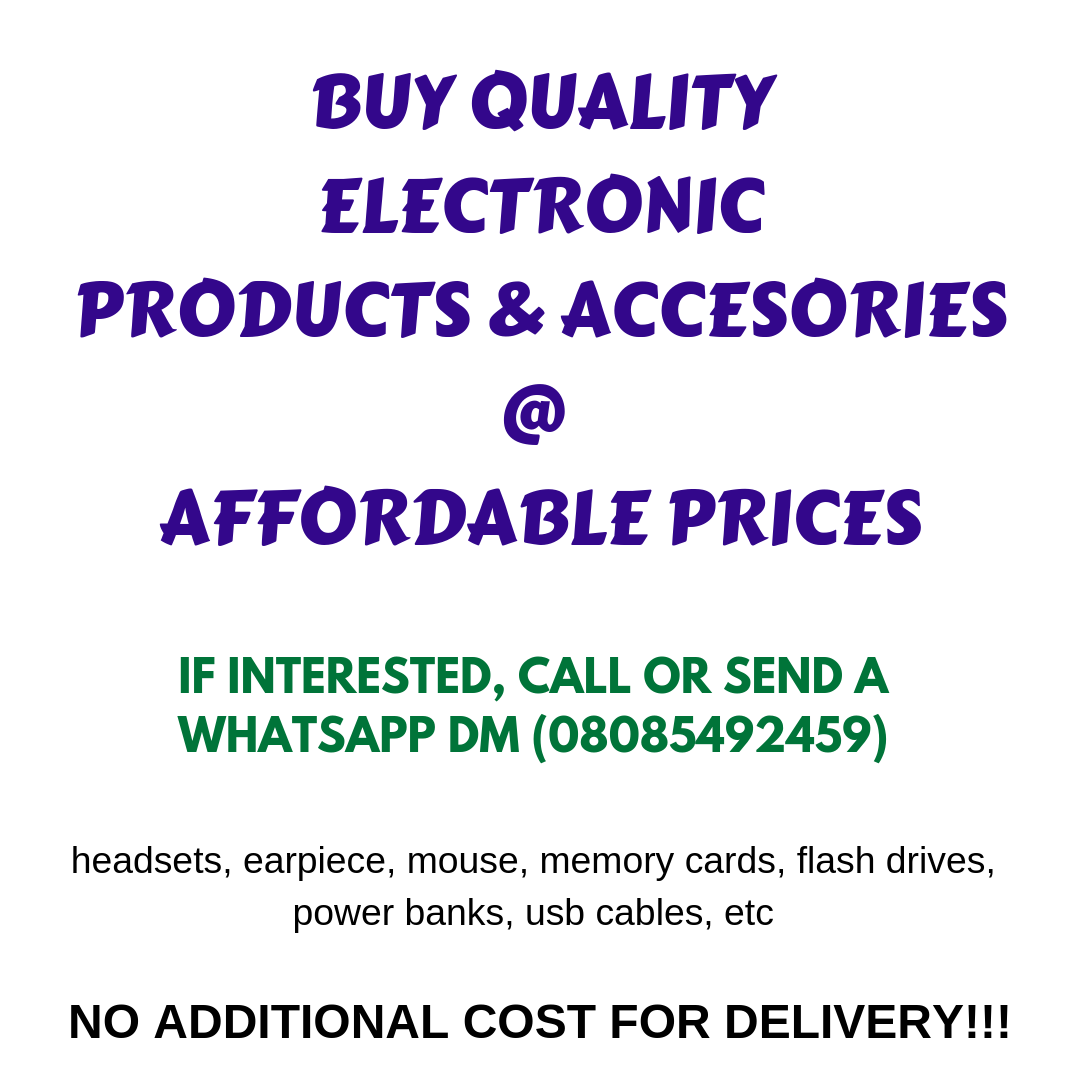 BUY QUALITY
ELECTRONIC
PRODUCTS & ACCESORIES
@
AFFORDABLE PRICES
IF INTERESTED, CALL OR SEND A
WHATSAPP DM (08085492459)
headsets, earpiece, mouse, memory cards, flash drives,
power banks, usb cables, etc
NO ADDITIONAL COST FOR DELIVERY!!!